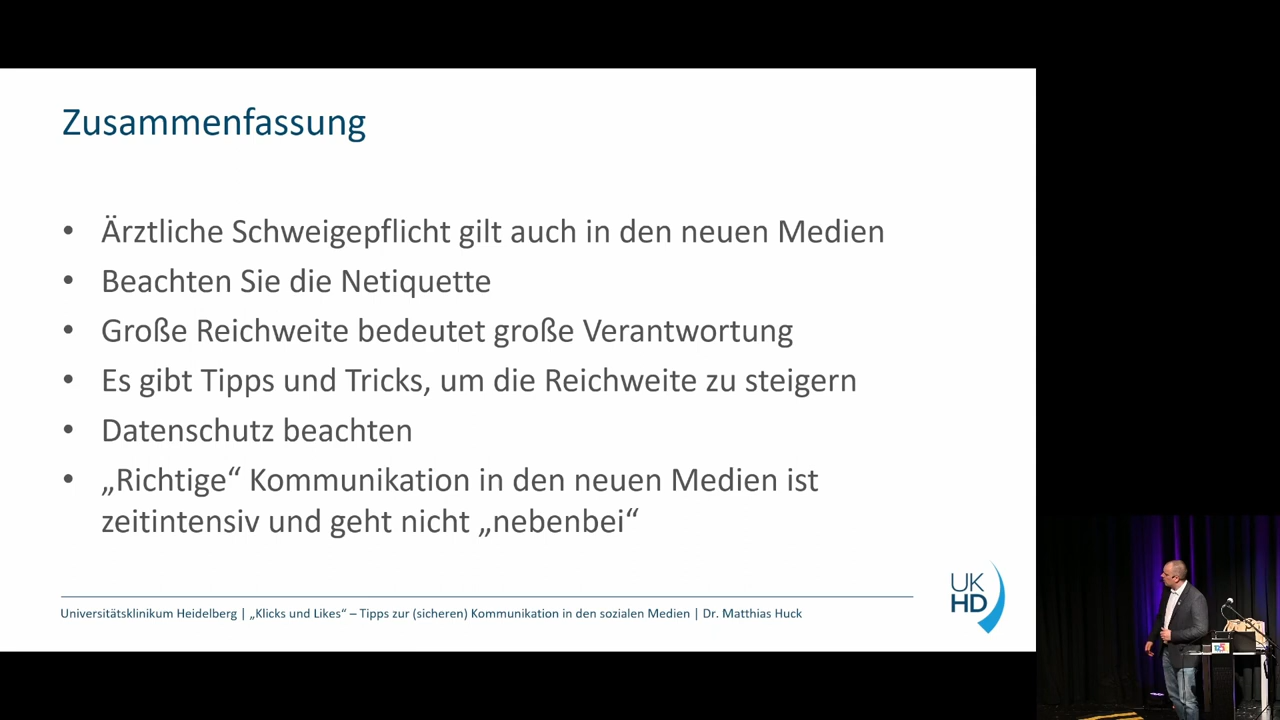 Zusammenfassung
• Ärztliche Schweigepflicht gilt auch in den neuen Medien
• Beachten Sie die Netiquette
• Große Reichweite bedeutet große Verantwortung
• Es gibt Tipps und Tricks, um die Reichweite zu steigern
• Datenschutz beachten
• „Richtige“ Kommunikation in den neuen Medien ist
zeitintensiv und geht nicht „nebenbei“
Universitätsklinikum Heidelberg | „Klicks und Likes“ – Tipps zur (sicheren) Kommunikation in den sozialen Medien | Dr. Matthias Huck
UK
HD